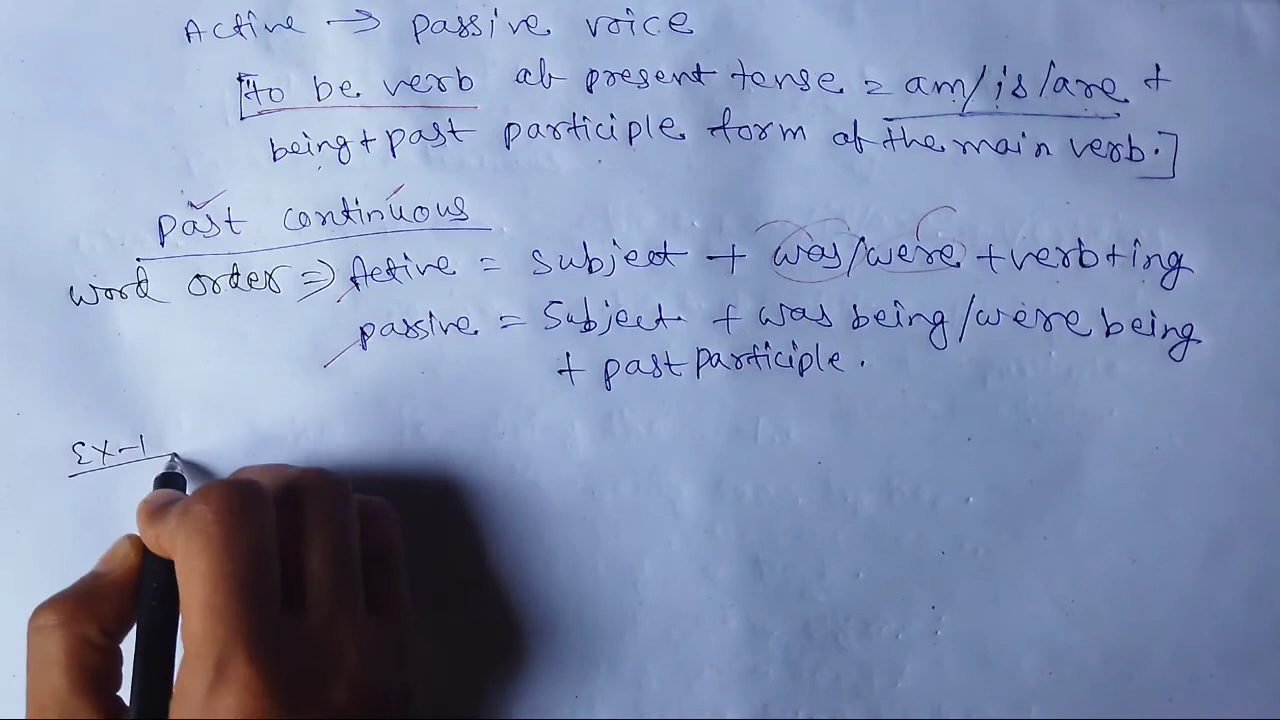 Active → passive voice
[To be verb of present tense = am/is/are +
being + past participle form of the main verb.]
past continuous
word order ⇒ Active = subject + was/were + verb + ing
passive = Subject + was being/were being
+ past participle.
Ex-1